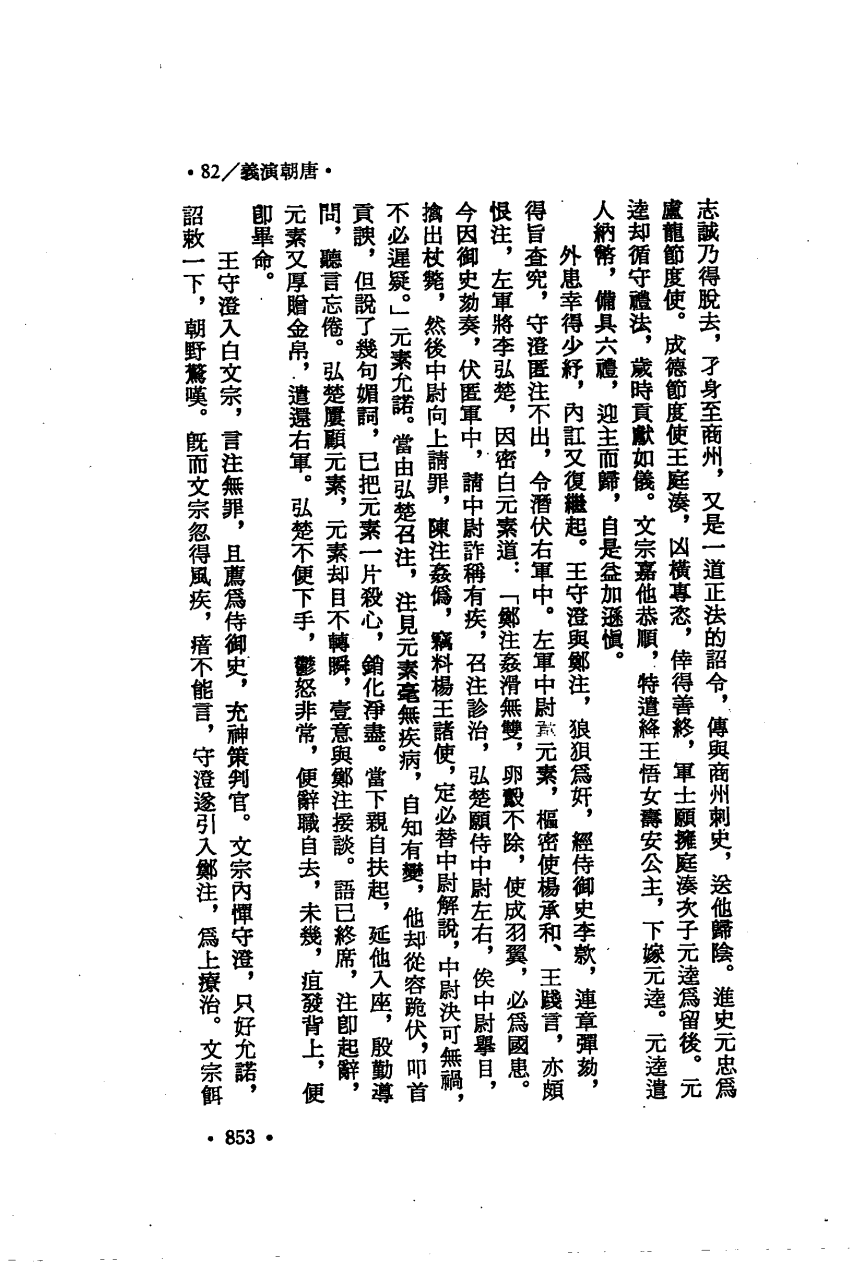 ·82／義演朝唐·
志誠乃得脫去，孑身至商州，又是一道正法的詔令，傳與商州刺史，送他歸陰。進史元忠爲
盧龍節度使。成德節度使王庭湊，凶橫專恣，倖得善終，軍士願擁庭湊次子元逵爲留後。元
逵却循守禮法，歲時貢獻如儀。文宗嘉他恭順，特遣絳王悟女壽安公主，下嫁元逵。元逵遣
人納幣，備具六禮，迎主而歸，自是益加遜愼。
外患幸得少紓，內訌又復繼起。王守澄與鄭注，狼狽爲奸，經侍御史李款，連章彈劾，
得旨查究，守澄匿注不出，令潛伏右軍中。左軍中尉元素，樞密使楊承和、王踐言，亦頗
恨注，左軍將李弘楚，因密白元素道：「鄭注姦滑無雙，卵鷇不除，使成羽翼，必爲國患。
今因御史劾奏，伏匿軍中，請中尉詐稱有疾，召注診治，弘楚願侍中尉左右，俟中尉舉目，
擒出杖斃，然後中尉向上請罪，陳注姦僞，竊料楊王諸使，定必替中尉解說，中尉決可無禍，
不必遲疑。」元素允諾。當由弘楚召注，注見元素毫無疾病，自知有變，他却從容跪伏，叩首
貢諛，但說了幾句媚詞，已把元素一片殺心，銷化淨盡。當下親自扶起，延他入座，殷勤導
問，聽言忘倦。弘楚屢顧元素，元素却目不轉瞬，壹意與鄭注接談。語已終席，注卽起辭，
元素又厚贈金帛，遣還右軍。弘楚不便下手，鬱怒非常，便辭職自去，未幾，疽發背上，便
卽畢命。
王守澄入白文宗，言注無罪，且薦爲侍御史，充神策判官。文宗內憚守澄，只好允諾，
詔敕一下，朝野驚嘆。旣而文宗忽得風疾，瘖不能言，守澄遂引入鄭注，爲上療治。文宗餌
·853·